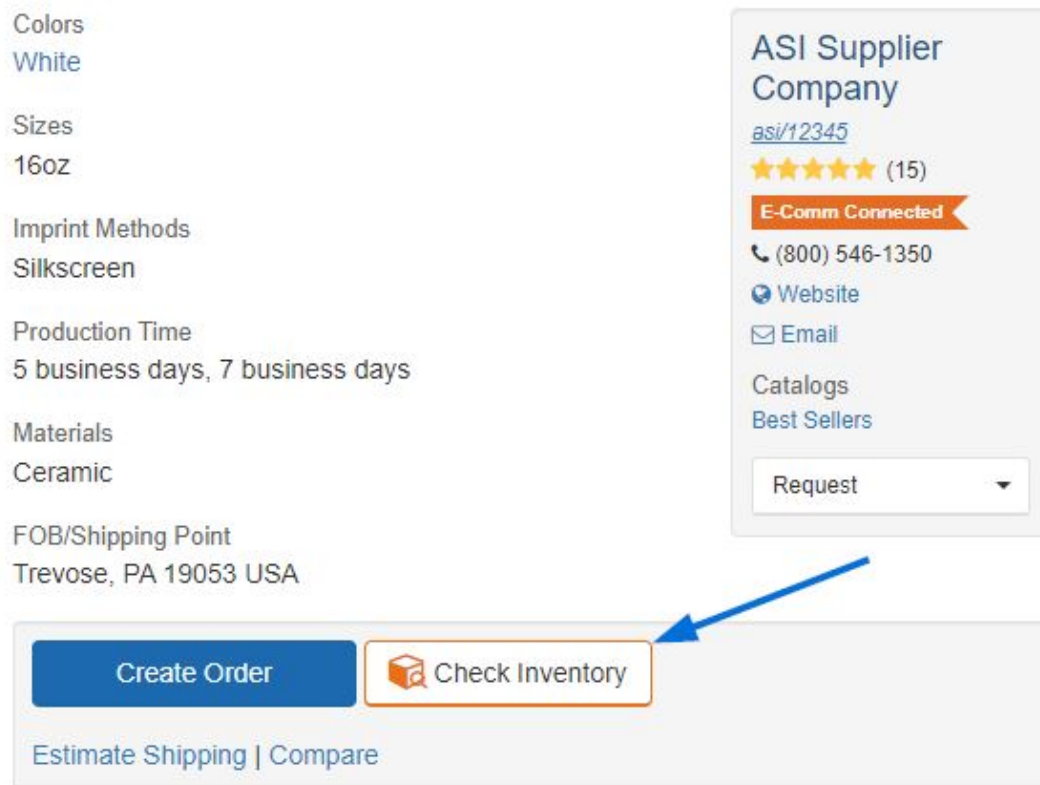 Colors
White
Sizes
16oz
Imprint Methods
Silkscreen
Production Time
5 business days, 7 business days
Materials
Ceramic
FOB/Shipping Point
Trevose, PA 19053 USA
ASI Supplier
Company
asi/12345
(15)
E-Comm Connected
(800) 546-1350
Website
Email
Catalogs
Best Sellers
Request
Create Order
Check Inventory
Estimate Shipping | Compare